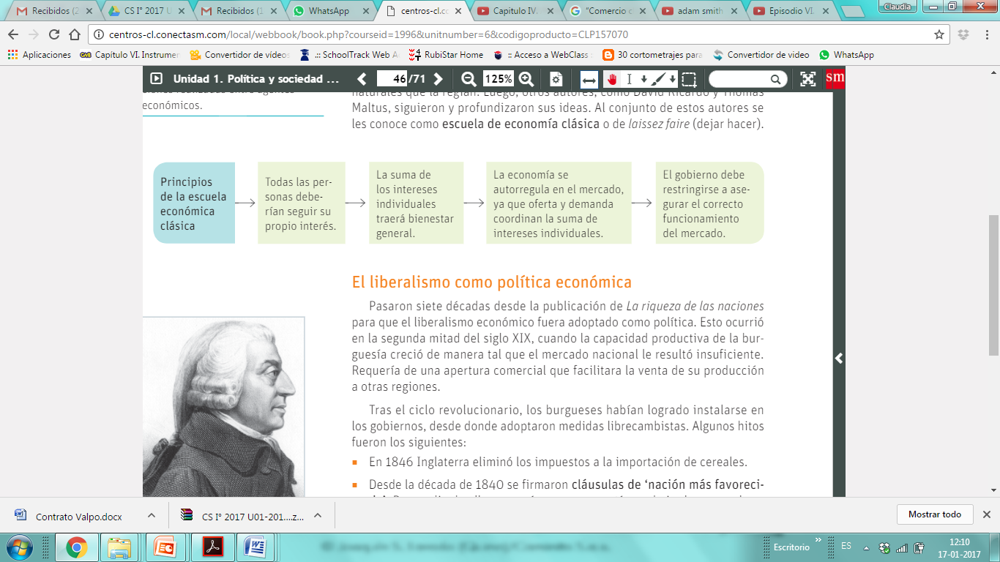 Recibidos (2
CS I° 2017 U
Recibidos (1
WhatsApp
centros-cl.co
Capitulo IV.
"Comercio c
adam smith
Episodio VI.
Claudia
centros-cl.conectasm.com/local/webbook/book.php?courseid=1996&unitnumber=6&codigoproducto=CLP157070
Aplicaciones
Capítulo VI. Instrumen
Convertidor de vídeos
.:: SchoolTrack Web A
RubiStar Home
:: Acceso a WebClass
30 cortometrajes para
Convertidor de video
WhatsApp
Unidad 1. Política y sociedad ...
46 /71
125%
sm
económicos.
naturales que la regían. Luego, otros autores, como David Ricardo y Thomas
Maltus, siguieron y profundizaron sus ideas. Al conjunto de estos autores se
les conoce como escuela de economía clásica o de laissez faire (dejar hacer).
Principios
de la escuela
económica
clásica
Todas las per-
sonas debe-
rían seguir su
propio interés.
La suma de
los intereses
individuales
traerá bienestar
general.
La economía se
autorregula en el mercado,
ya que oferta y demanda
coordinan la suma de
intereses individuales.
El gobierno debe
restringirse a ase-
gurar el correcto
funcionamiento
del mercado.
El liberalismo como política económica
Pasaron siete décadas desde la publicación de La riqueza de las naciones
para que el liberalismo económico fuera adoptado como política. Esto ocurrió
en la segunda mitad del siglo XIX, cuando la capacidad productiva de la bur-
guesía creció de manera tal que el mercado nacional le resultó insuficiente.
Requería de una apertura comercial que facilitara la venta de su producción
a otras regiones.
Tras el ciclo revolucionario, los burgueses habían logrado instalarse en
los gobiernos, desde donde adoptaron medidas librecambistas. Algunos hitos
fueron los siguientes:
En 1846 Inglaterra eliminó los impuestos a la importación de cereales.
Desde la década de 1840 se firmaron cláusulas de ‘nación más favoreci-
Contrato Valpo.docx
CS I° 2017 U01-201....z...
Mostrar todo
Escritorio
ES
12:10
17-01-2017